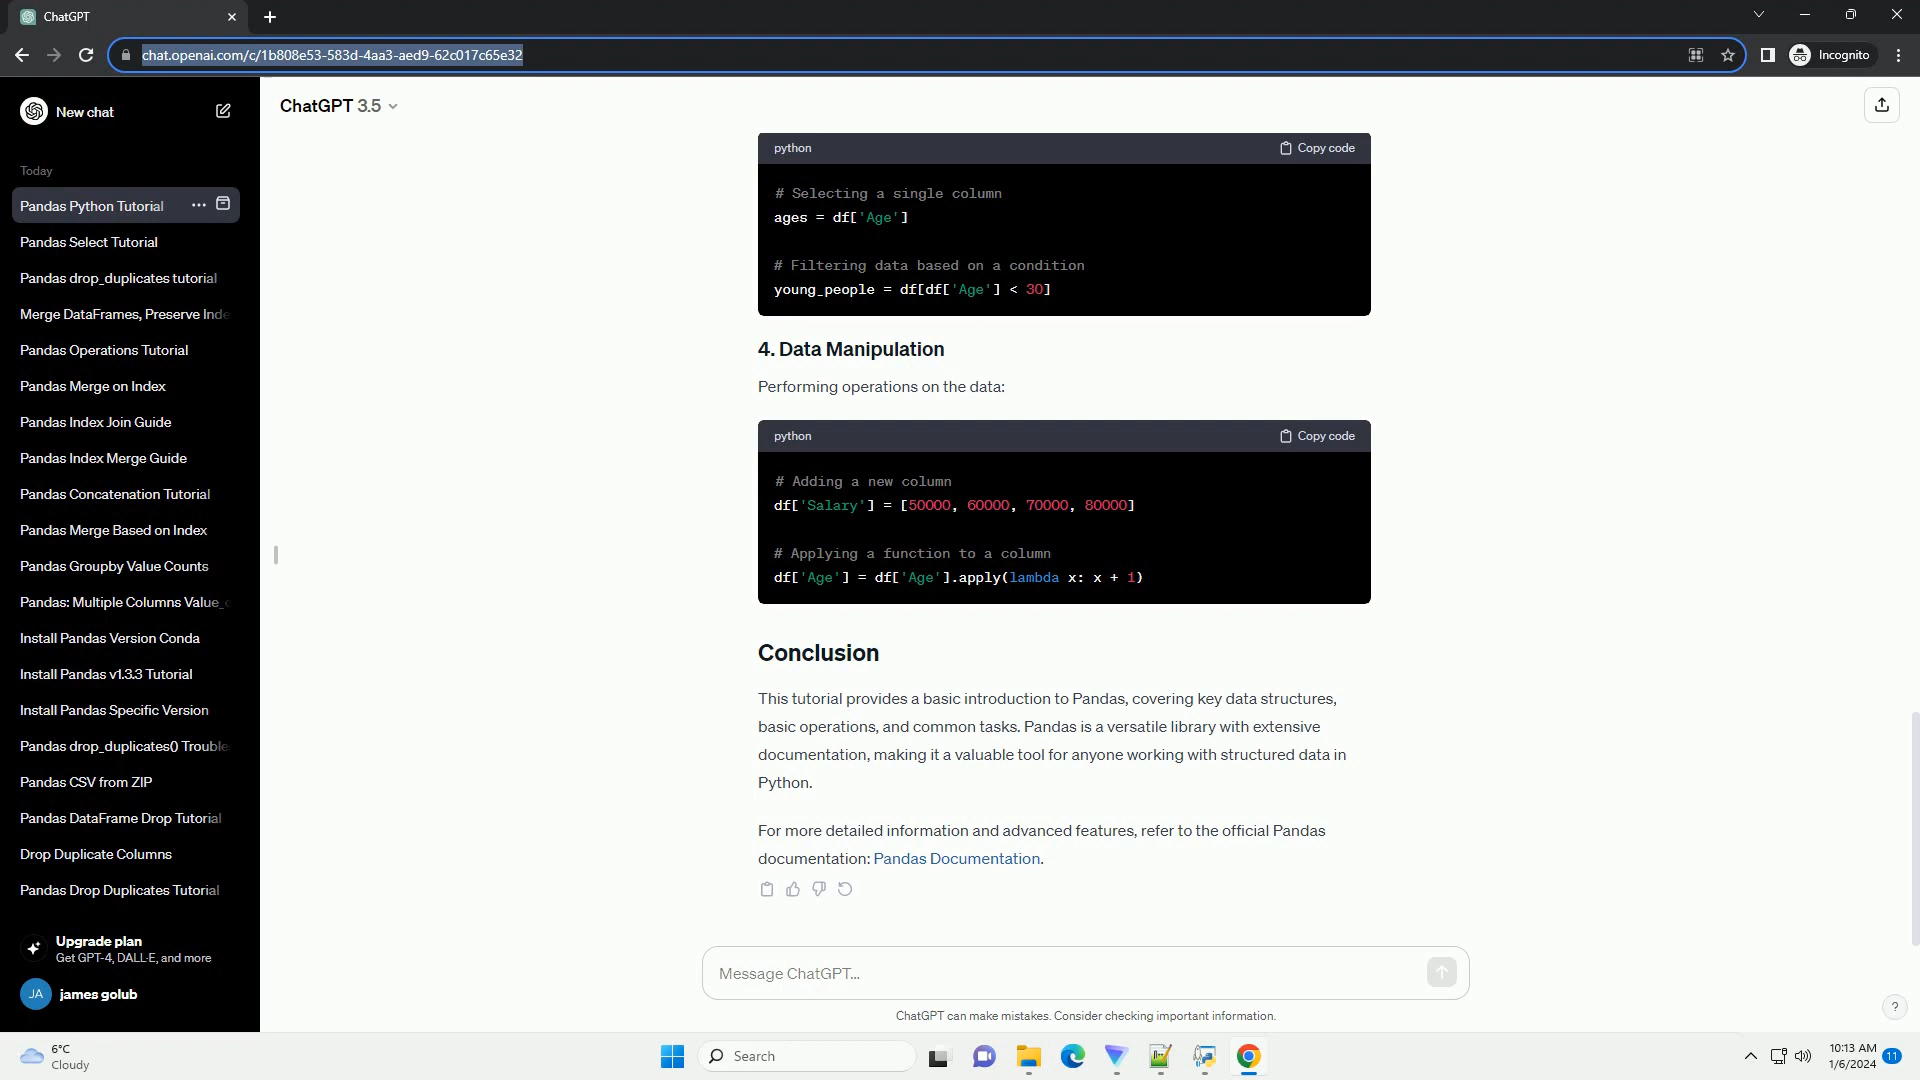 ChatGPT
chat.openai.com/c/1b808e53-583d-4aa3-aed9-62c017c65e32
Incognito
New chat
Today
Pandas Python Tutorial
Pandas Select Tutorial
Pandas drop_duplicates tutorial
Merge DataFrames, Preserve Inde
Pandas Operations Tutorial
Pandas Merge on Index
Pandas Index Join Guide
Pandas Index Merge Guide
Pandas Concatenation Tutorial
Pandas Merge Based on Index
Pandas Groupby Value Counts
Pandas: Multiple Columns Value_c
Install Pandas Version Conda
Install Pandas v1.3.3 Tutorial
Install Pandas Specific Version
Pandas drop_duplicates() Trouble
Pandas CSV from ZIP
Pandas DataFrame Drop Tutorial
Drop Duplicate Columns
Pandas Drop Duplicates Tutorial
Upgrade plan
Get GPT-4, DALL·E, and more
JA james golub
ChatGPT 3.5
python Copy code
# Selecting a single column
ages = df['Age']
# Filtering data based on a condition
young_people = df[df['Age'] < 30]
4. Data Manipulation
Performing operations on the data:
python Copy code
# Adding a new column
df['Salary'] = [50000, 60000, 70000, 80000]
# Applying a function to a column
df['Age'] = df['Age'].apply(lambda x: x + 1)
Conclusion
This tutorial provides a basic introduction to Pandas, covering key data structures,
basic operations, and common tasks. Pandas is a versatile library with extensive
documentation, making it a valuable tool for anyone working with structured data in
Python.
For more detailed information and advanced features, refer to the official Pandas
documentation: Pandas Documentation.
Message ChatGPT...
ChatGPT can make mistakes. Consider checking important information.
?
6°C
Cloudy
Search
10:13 AM
1/6/2024
11